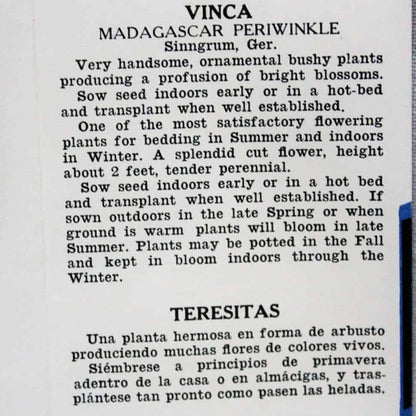 VINCA
MADAGASCAR PERIWINKLE
Sinngrum, Ger.
Very handsome, ornamental bushy plants
producing a profusion of bright blossoms.
Sow seed indoors early or in a hot-bed
and transplant when well established.
One of the most satisfactory flowering
plants for bedding in Summer and indoors
in Winter. A splendid cut flower, height
about 2 feet, tender perennial.
Sow seed indoors early or in a hot bed
and transplant when well established. If
sown outdoors in the late Spring or when
ground is warm plants will bloom in late
Summer. Plants may be potted in the Fall
and kept in bloom indoors through the
Winter.
TERESITAS
Una planta hermosa en forma de arbusto
produciendo muchas flores de colores vivos.
Siémbrese a principios de primavera
adentro de la casa o en almácigas, y tras-
plántese tan pronto como pasen las heladas.